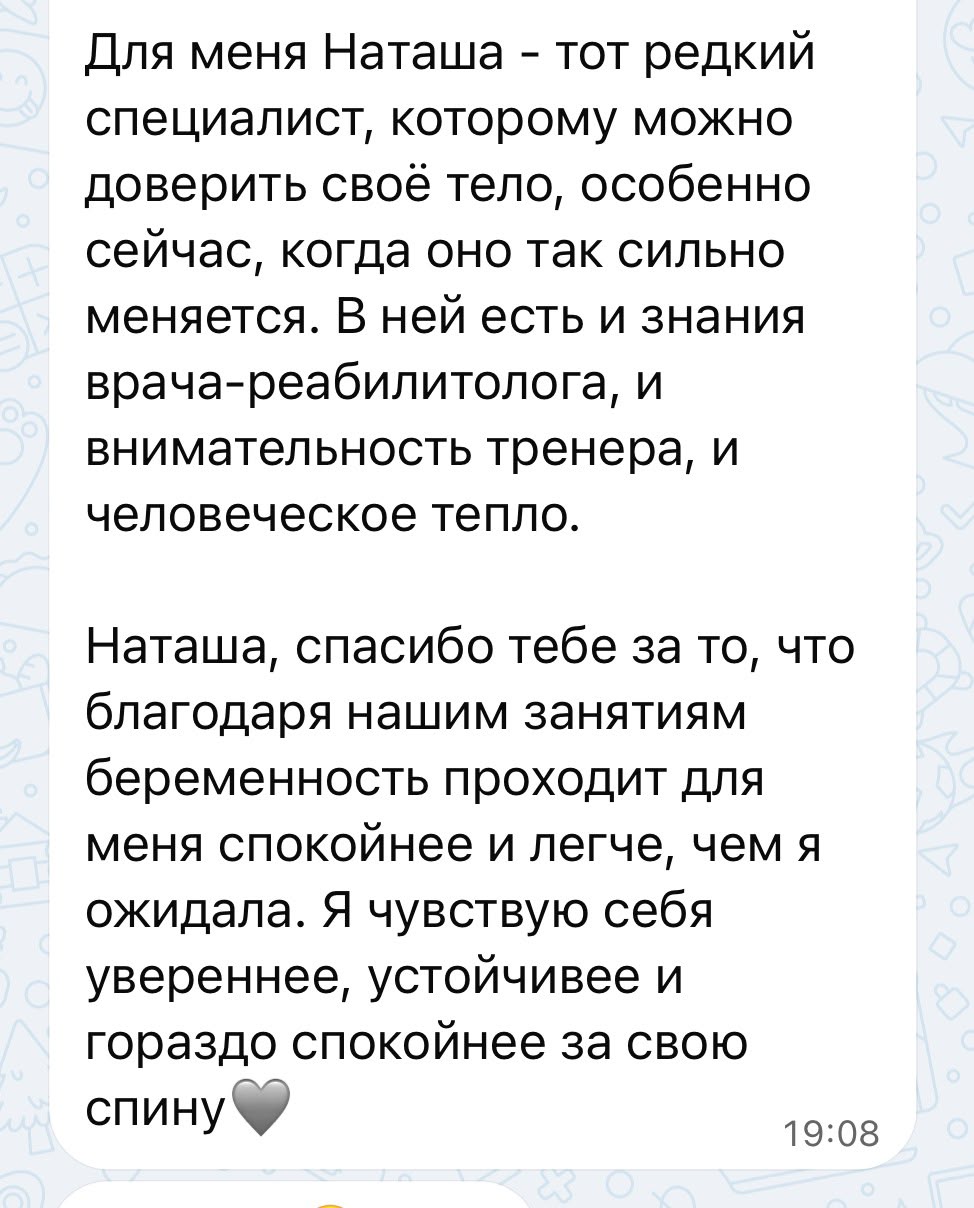 Для меня Наташа - тот редкий
специалист, которому можно
доверить своё тело, особенно
сейчас, когда оно так сильно
меняется. В ней есть и знания
врача-реабилитолога, и
внимательность тренера, и
человеческое тепло.
Наташа, спасибо тебе за то, что
благодаря нашим занятиям
беременность проходит для
меня спокойнее и легче, чем я
ожидала. Я чувствую себя
увереннее, устойчивее и
гораздо спокойнее за свою
спину🩶
19:08